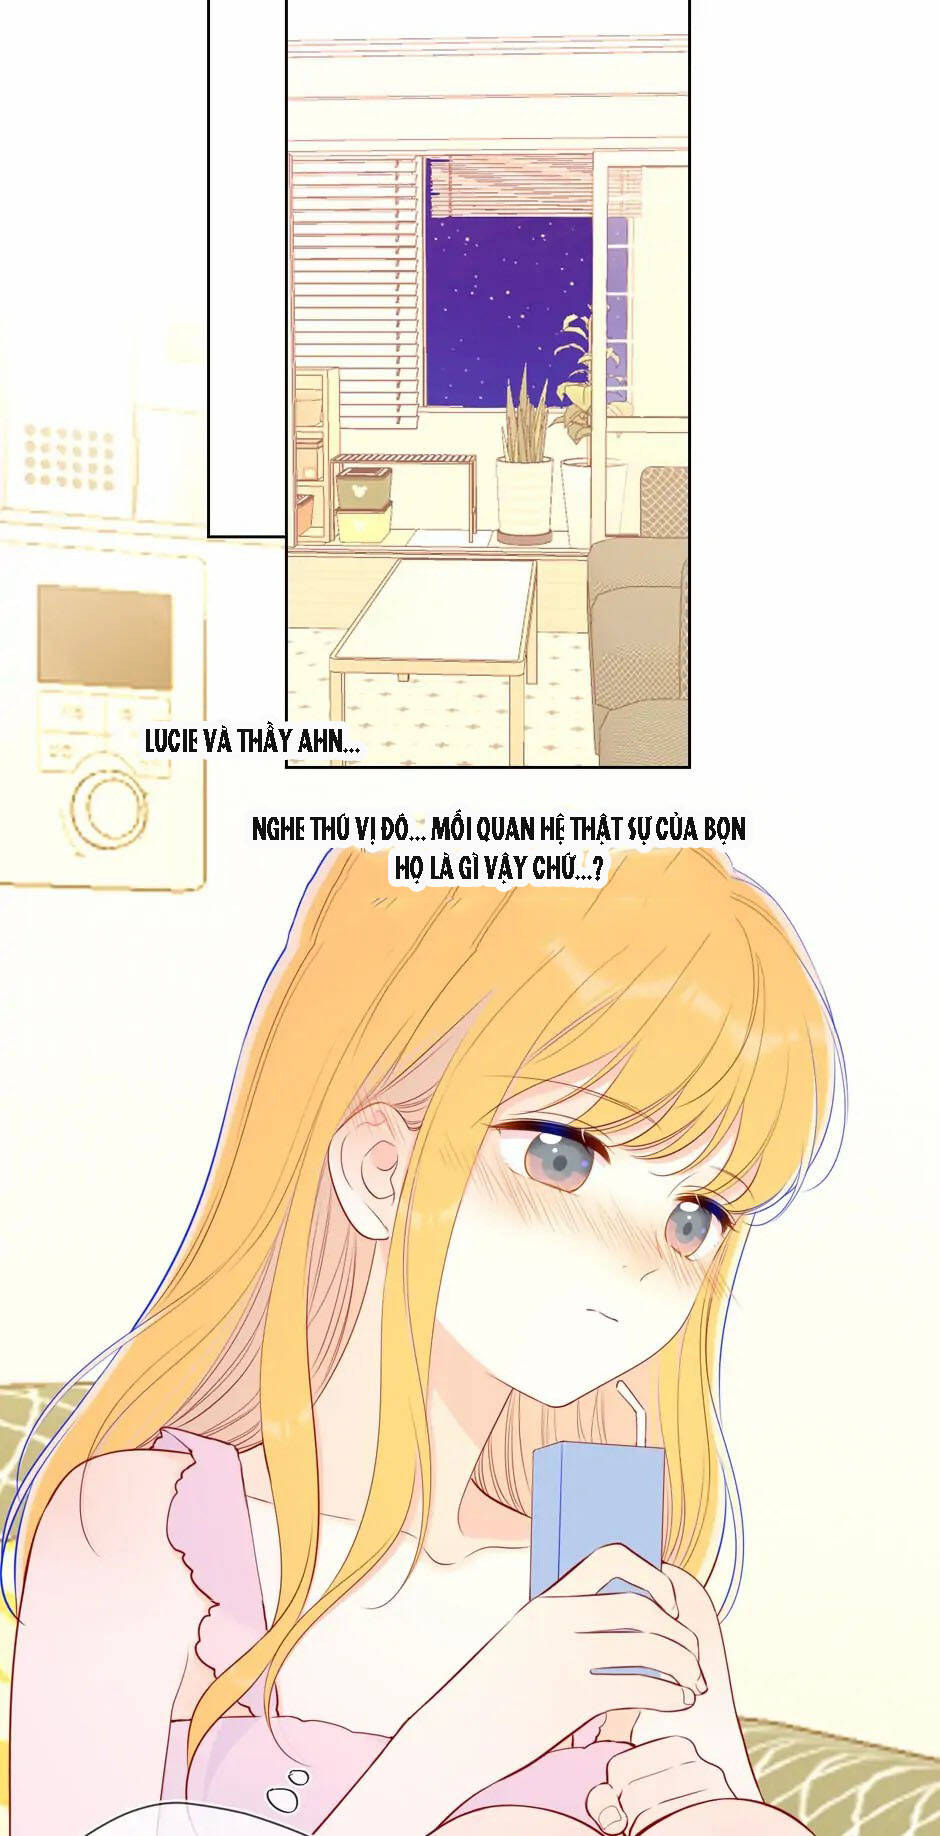 LUCIE VÀ THẦY AHN...
NGHE THÚ VỊ ĐÓ... MỐI QUAN HỆ THẬT SỰ CỦA BỌN
HỌ LÀ GÌ VẬY CHỨ...?